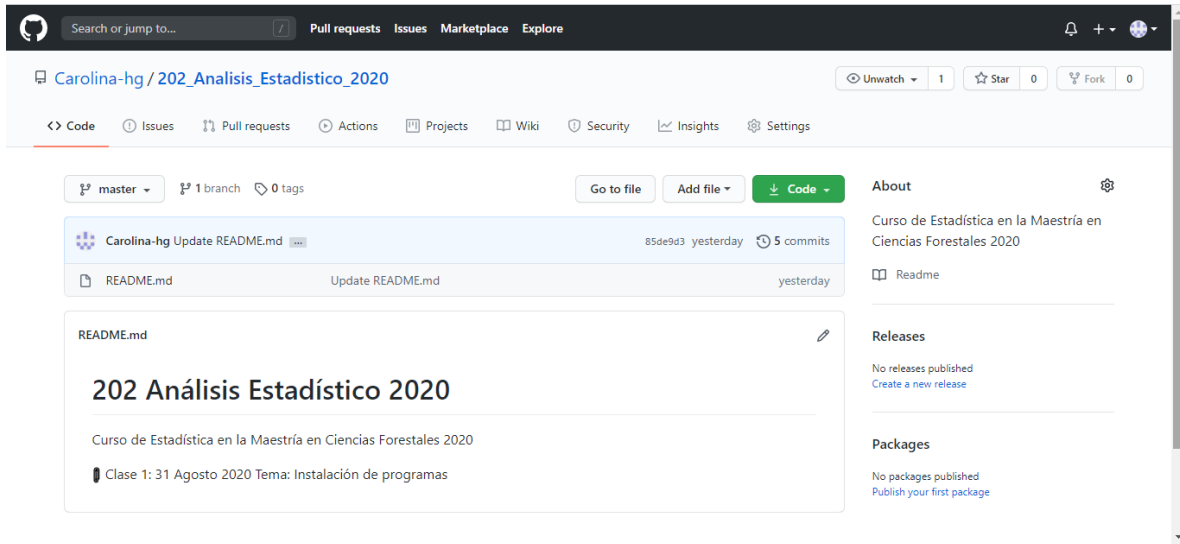 Search or jump to... / Pull requests Issues Marketplace Explore
Carolina-hg / 202_Analisis_Estadistico_2020 Unwatch 1 Star 0 Fork 0
<> Code Issues Pull requests Actions Projects Wiki Security Insights Settings
master 1 branch 0 tags Go to file Add file Code
Carolina-hg Update README.md ... 85de9d3 yesterday 5 commits
README.md Update README.md yesterday
README.md
202 Análisis Estadístico 2020
Curso de Estadística en la Maestría en Ciencias Forestales 2020
Clase 1: 31 Agosto 2020 Tema: Instalación de programas
About
Curso de Estadística en la Maestría en
Ciencias Forestales 2020
Readme
Releases
No releases published
Create a new release
Packages
No packages published
Publish your first package